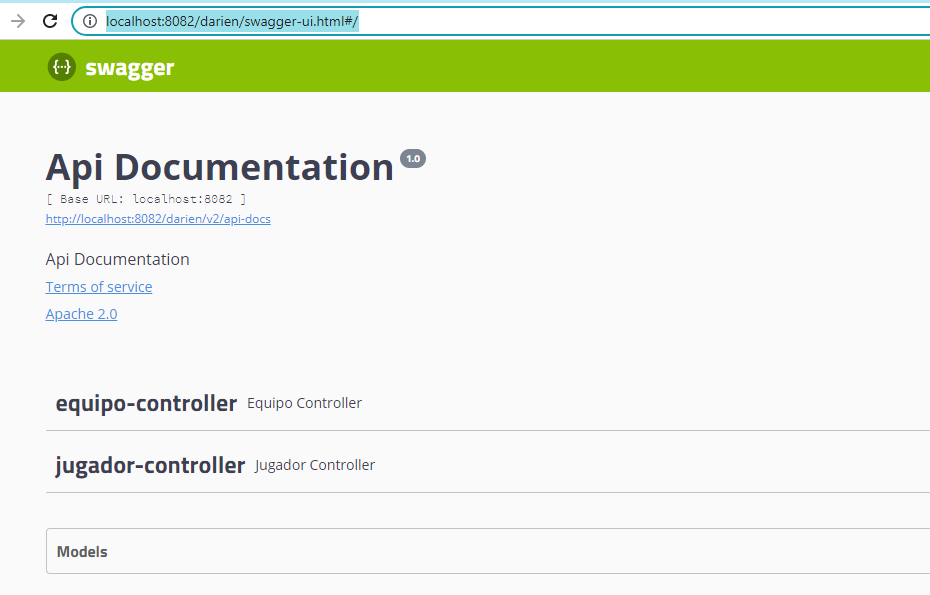 localhost:8082/darien/swagger-ui.html#/
{··} swagger
Api Documentation 1.0
[ Base URL: localhost:8082 ]
http://localhost:8082/darien/v2/api-docs
Api Documentation
Terms of service
Apache 2.0
equipo-controller Equipo Controller
jugador-controller Jugador Controller
Models